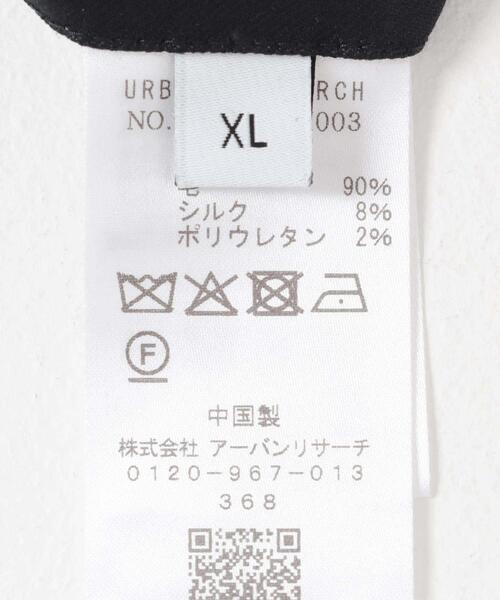 URB RCH
NO. 003
XL
毛 90%
シルク 8%
ポリウレタン 2%
F
中国製
株式会社 アーバンリサーチ
0120-967-013
368